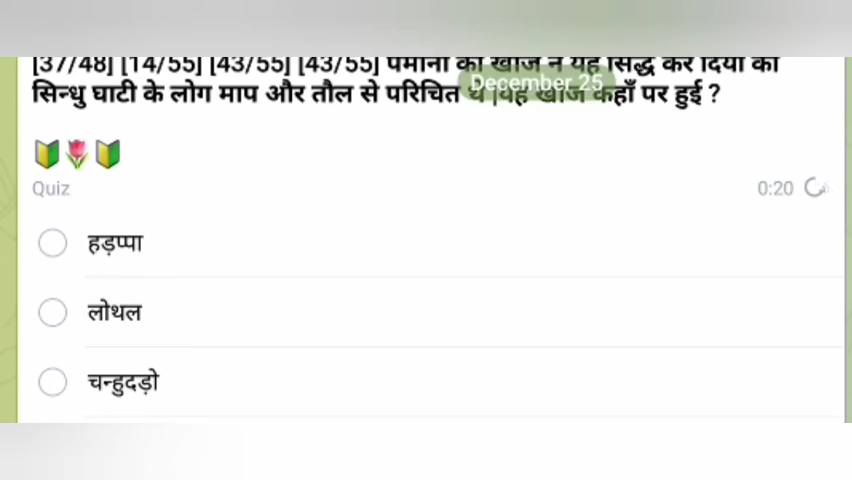 [37/48] [14/55] [43/55] [43/55] पैमानों की खोज ने यह सिद्ध कर दिया की
December 25
सिन्धु घाटी के लोग माप और तौल से परिचित थे |यह खोज कहाँ पर हुई ?
Quiz
0:20
हड़प्पा
लोथल
चन्हुदड़ो